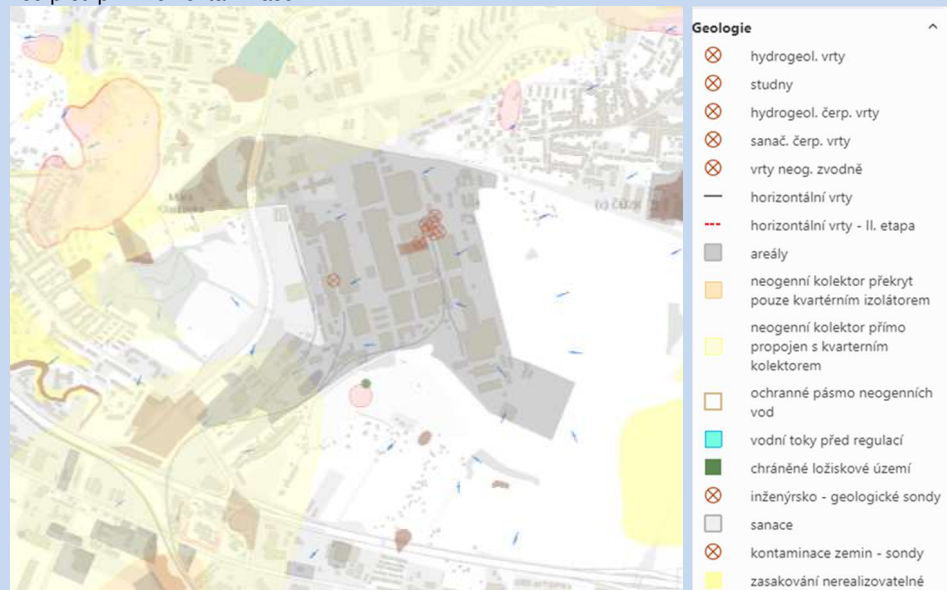 Geologie
hydrogeol. vrty
studny
hydrogeol. čerp. vrty
sanač. čerp. vrty
vrty neog. zvodně
horizontální vrty
horizontální vrty - II. etapa
areály
neogenní kolektor překryt
pouze kvartérním izolátorem
neogenní kolektor přímo
propojen s kvarterním
kolektorem
ochranné pásmo neogenních
vod
vodní toky před regulací
chráněné ložiskové území
inženýrsko - geologické sondy
sanace
kontaminace zemin - sondy
zasakování nerealizovatelné